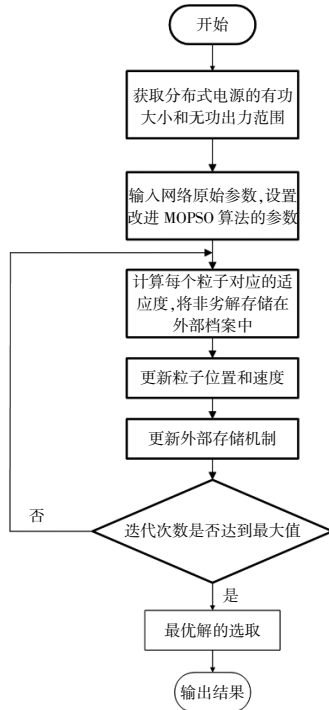 开始
获取分布式电源的有功
大小和无功出力范围
输入网络原始参数,设置
改进 MOPSO 算法的参数
计算每个粒子对应的适
应度,将非劣解存储在
外部档案中
更新粒子位置和速度
更新外部存储机制
否
迭代次数是否达到最大值
是
最优解的选取
输出结果